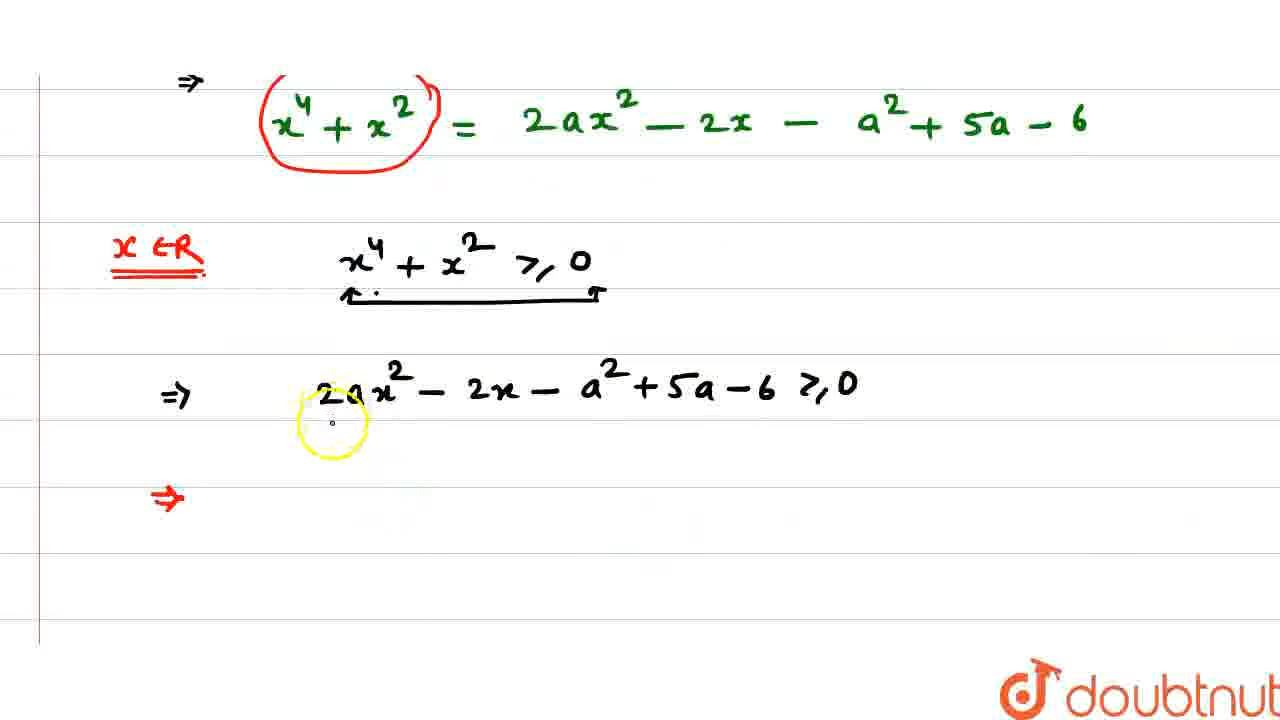 ⇒ x⁴ + x² = 2ax² − 2x − a² + 5a − 6
x ∈ R x⁴ + x² ≥ 0
⇒ 2ax² − 2x − a² + 5a − 6 ≥ 0
⇒
doubtnut